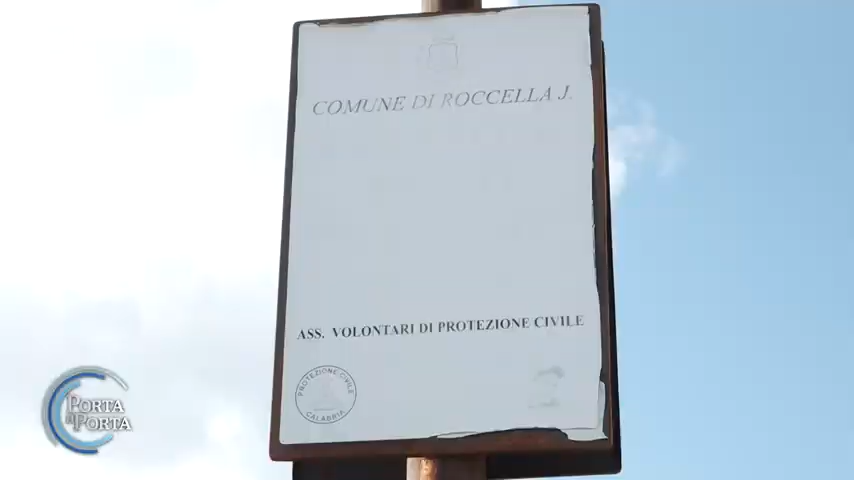 COMUNE DI ROCCELLA J.
ASS. VOLONTARI DI PROTEZIONE CIVILE
PROTEZIONE CIVILE
CALABRIA
PORTA
A PORTA